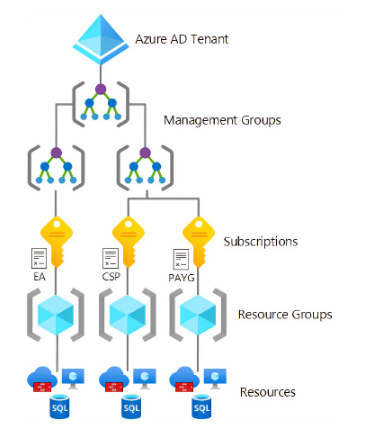 Azure AD Tenant
Management Groups
Subscriptions
EA
CSP
PAYG
Resource Groups
Resources
SQL
SQL
SQL